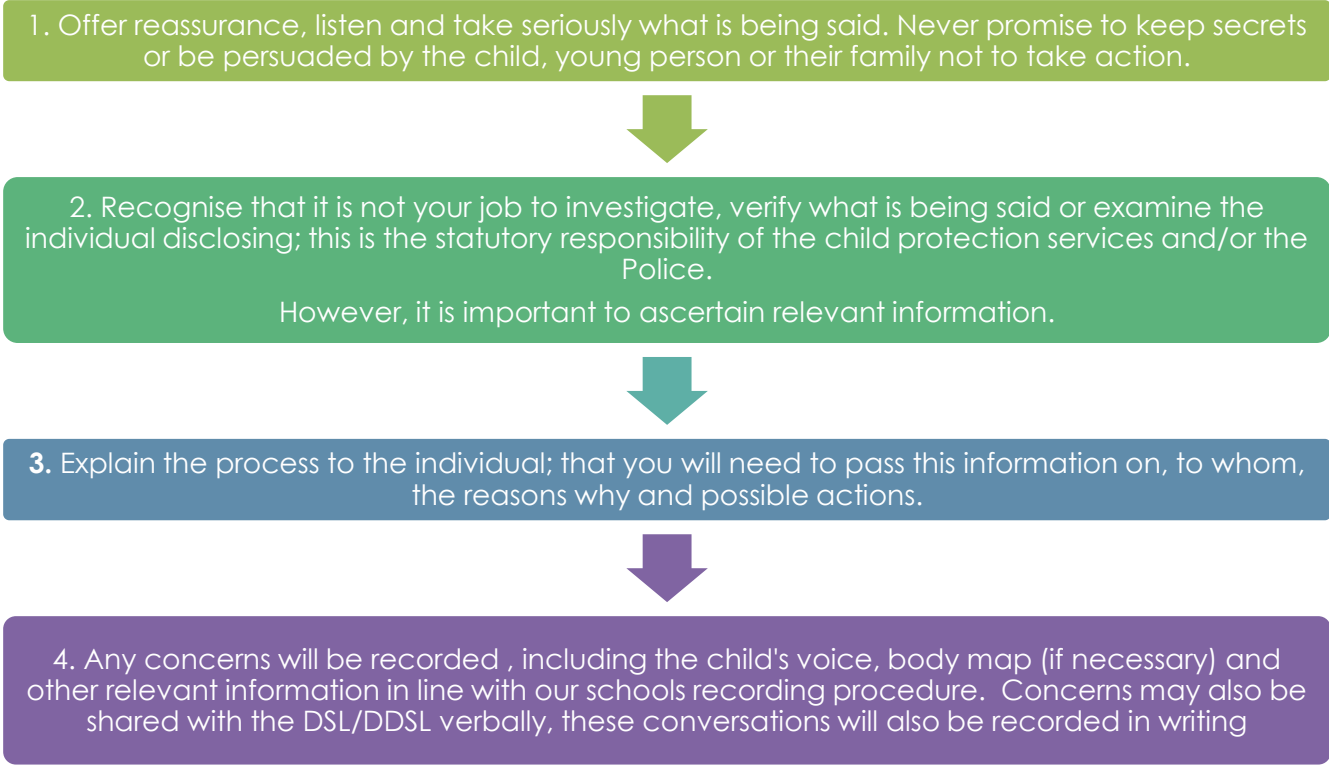 1. Offer reassurance, listen and take seriously what is being said. Never promise to keep secrets
or be persuaded by the child, young person or their family not to take action.
2. Recognise that it is not your job to investigate, verify what is being said or examine the
individual disclosing; this is the statutory responsibility of the child protection services and/or the
Police.
However, it is important to ascertain relevant information.
3. Explain the process to the individual; that you will need to pass this information on, to whom,
the reasons why and possible actions.
4. Any concerns will be recorded , including the child's voice, body map (if necessary) and
other relevant information in line with our schools recording procedure.  Concerns may also be
shared with the DSL/DDSL verbally, these conversations will also be recorded in writing